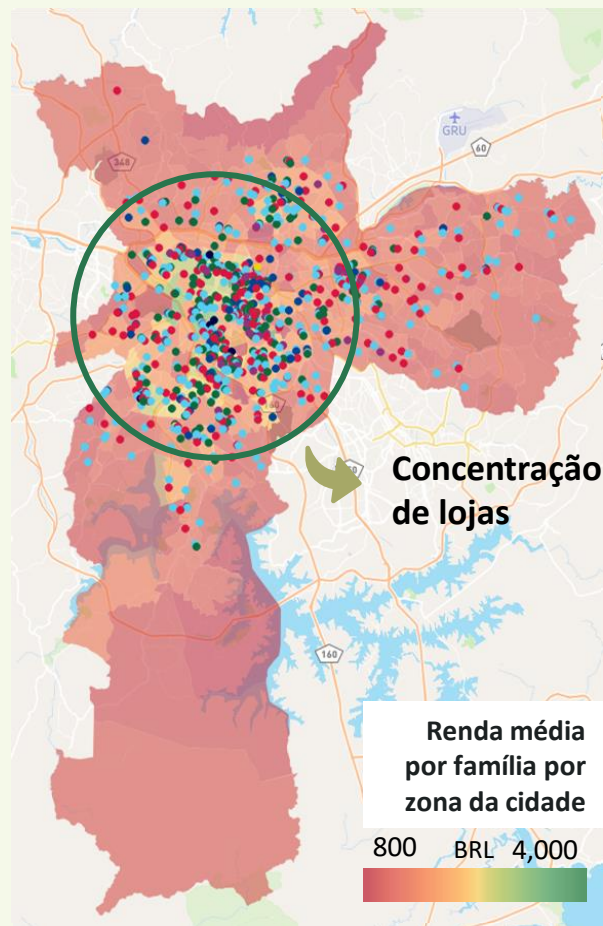 GRU
60
348
Concentração
de lojas
160
Renda média
por família por
zona da cidade
800 BRL 4,000